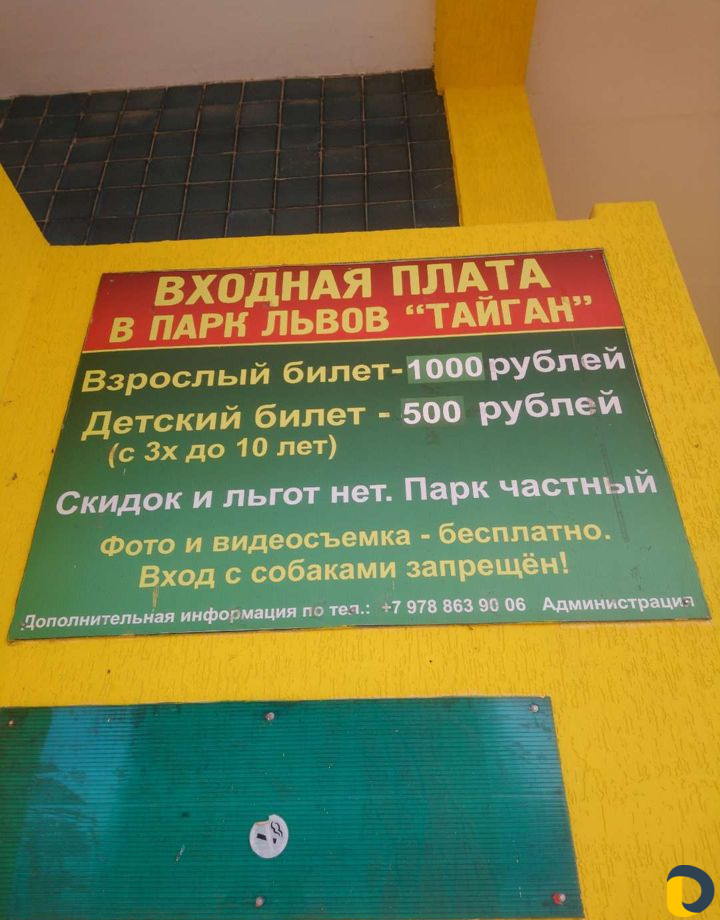 ВХОДНАЯ ПЛАТА
В ПАРК ЛЬВОВ “ТАЙГАН”
Взрослый билет-1000 рублей
Детский билет - 500 рублей
(с 3х до 10 лет)
Скидок и льгот нет. Парк частный
Фото и видеосъемка - бесплатно.
Вход с собаками запрещён!
Дополнительная информация по тел.: +7 978 863 90 06 Администрация